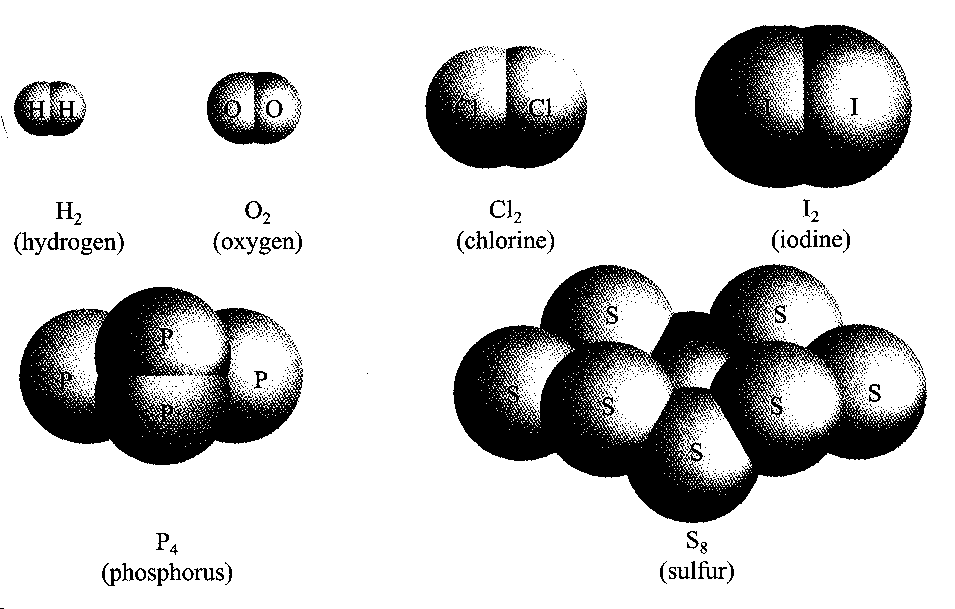 H H
O O
Cl Cl
I I
H₂
(hydrogen)
O₂
(oxygen)
Cl₂
(chlorine)
I₂
(iodine)
P
P
P
P
S
S
S
S
S
S
S
P₄
(phosphorus)
S₈
(sulfur)